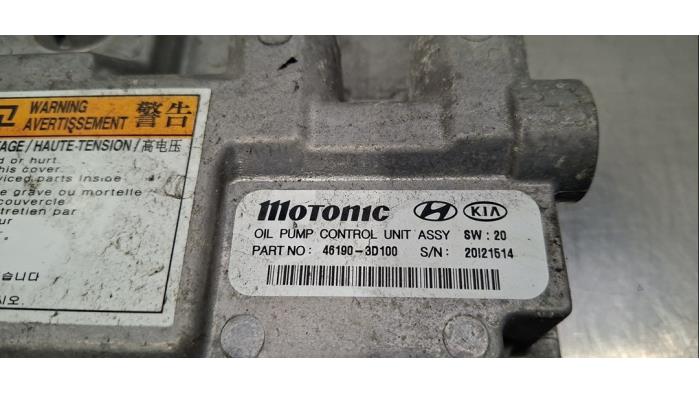 고 WARNING
AVERTISSEMENT 警告
AGE/HAUTE-TENSION/高电压
d or hurt.
his cover.
viced parts inside
e grave ou mortelle
couvercle
tretien par
ur
습니다
시오.
MOTONIC HYUNDAI KIA
OIL PUMP CONTROL UNIT ASSY SW : 20
PART NO : 46190-3D100 S/N : 20I21514